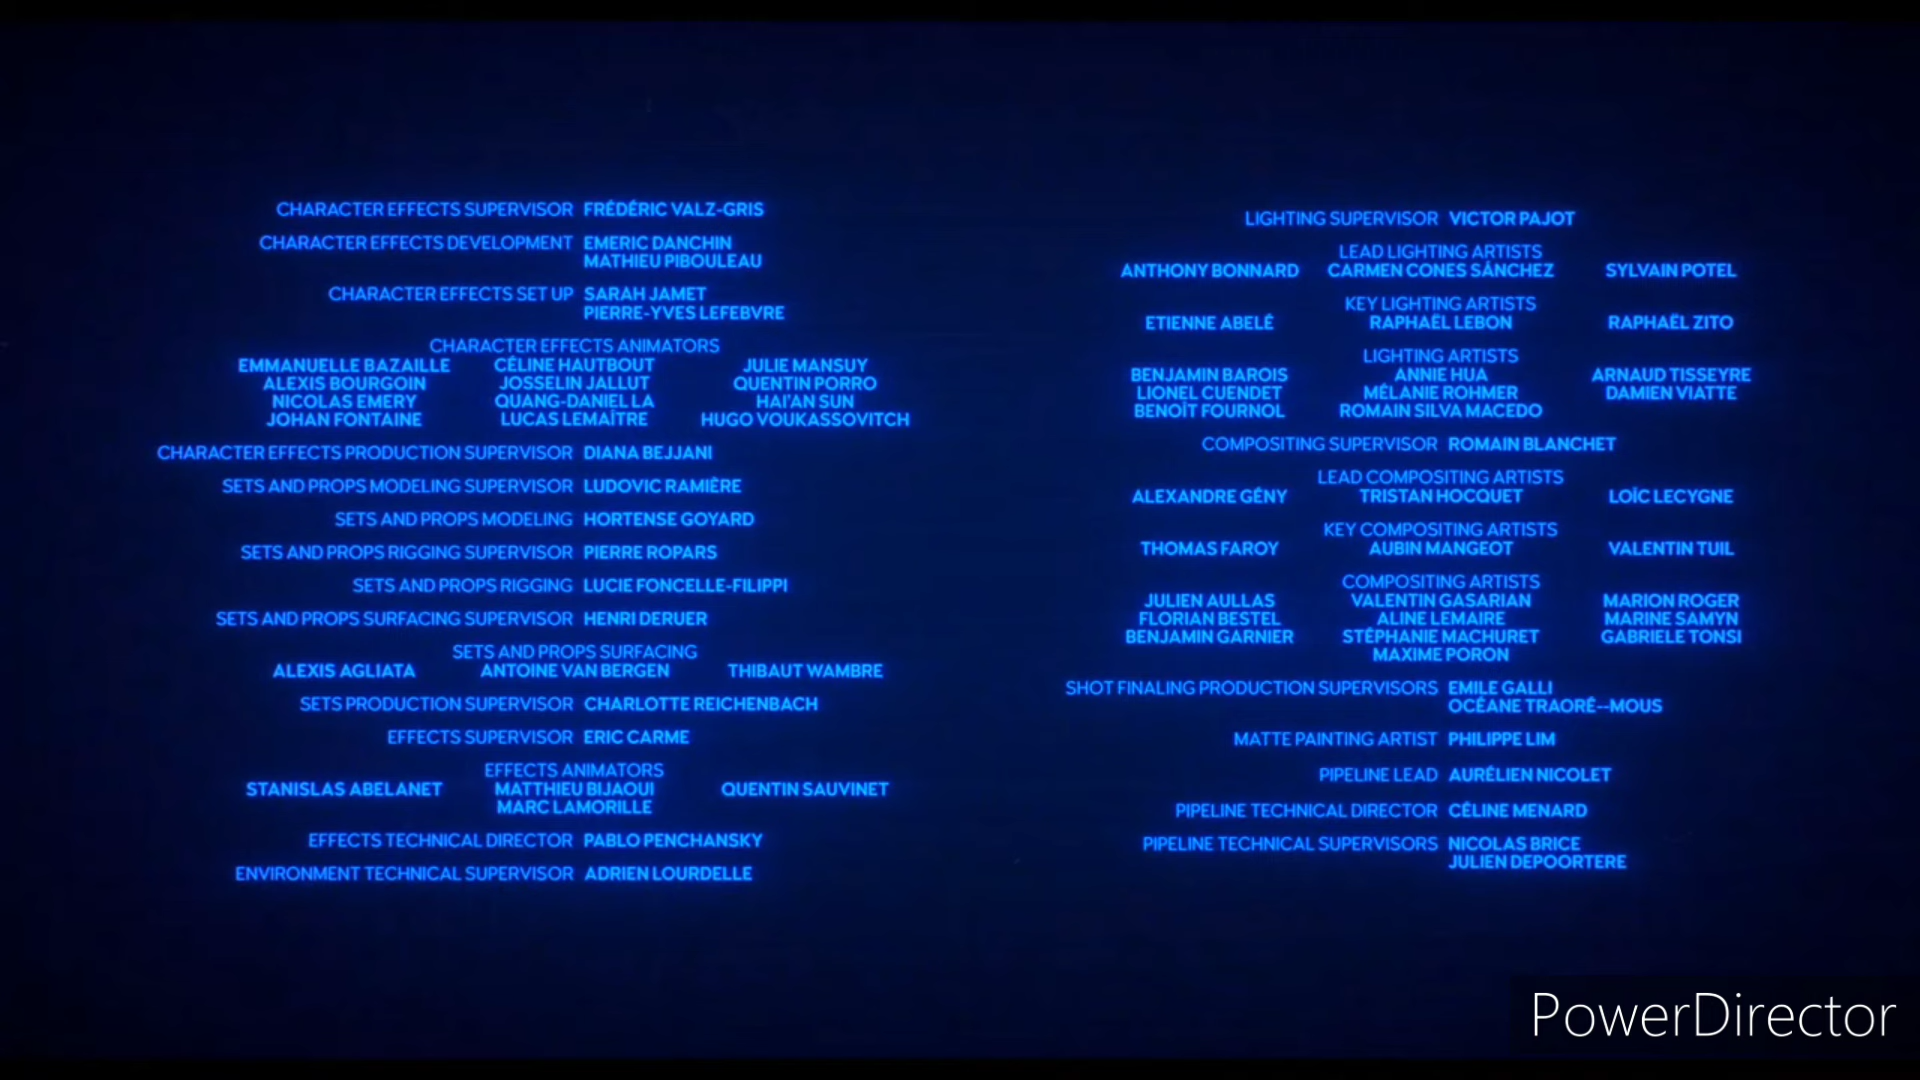 CHARACTER EFFECTS SUPERVISOR FRÉDÉRIC VALZ-GRIS
CHARACTER EFFECTS DEVELOPMENT EMERIC DANCHIN
MATHIEU PIBOULEAU
CHARACTER EFFECTS SET UP SARAH JAMET
PIERRE-YVES LEFEBVRE
CHARACTER EFFECTS ANIMATORS
EMMANUELLE BAZAILLE CÉLINE HAUTBOUT JULIE MANSUY
ALEXIS BOURGOIN JOSSELIN JALLUT QUENTIN PORRO
NICOLAS EMERY QUANG-DANIEL LA HAI'AN SUN
JOHAN FONTAINE LUCAS LEMAÎTRE HUGO VOUKASSOVITCH
CHARACTER EFFECTS PRODUCTION SUPERVISOR DIANA BEJJANI
SETS AND PROPS MODELING SUPERVISOR LUDOVIC RAMIÈRE
SETS AND PROPS MODELING HORTENSE GOYARD
SETS AND PROPS RIGGING SUPERVISOR PIERRE ROPARS
SETS AND PROPS RIGGING LUCIE FONCELLE-FILIPPI
SETS AND PROPS SURFACING SUPERVISOR HENRI DERUER
SETS AND PROPS SURFACING
ALEXIS AGLIATA ANTOINE VAN BERGEN THIBAUT WAMBRE
SETS PRODUCTION SUPERVISOR CHARLOTTE REICHENBACH
EFFECTS SUPERVISOR ERIC CARME
EFFECTS ANIMATORS
STANISLAS ABELANET MATTHIEU BIJAOUI QUENTIN SAUVINET
MARC LAMORILLE
EFFECTS TECHNICAL DIRECTOR PABLO PENCHANSKY
ENVIRONMENT TECHNICAL SUPERVISOR ADRIEN LOURDELLE
LIGHTING SUPERVISOR VICTOR PAJOT
LEAD LIGHTING ARTISTS
ANTHONY BONNARD CARMEN CONES SÁNCHEZ SYLVAIN POTEL
KEY LIGHTING ARTISTS
ETIENNE ABELÉ RAPHAËL LEBON RAPHAËL ZITO
LIGHTING ARTISTS
BENJAMIN BAROIS ANNIE HUA ARNAUD TISSEYRE
LIONEL CUENDET MÉLANIE ROHMER DAMIEN VIATTE
BENOÎT FOURNOL ROMAIN SILVA MACEDO
COMPOSITING SUPERVISOR ROMAIN BLANCHET
LEAD COMPOSITING ARTISTS
ALEXANDRE GÉNY TRISTAN HOCQUET LOÏC LECYGNE
KEY COMPOSITING ARTISTS
THOMAS FAROY AUBIN MANGEOT VALENTIN TUIL
COMPOSITING ARTISTS
JULIEN AULLAS VALENTIN GASARIAN MARION ROGER
FLORIAN BESTEL ALINE LEMAIRE MARINE SAMYN
BENJAMIN GARNIER STÉPHANIE MACHURET GABRIELE TONSI
MAXIME PORON
SHOT FINALING PRODUCTION SUPERVISORS EMILE GALLI
OCÉANE TRAORÉ--MOUS
MATTE PAINTING ARTIST PHILIPPE LIM
PIPELINE LEAD AURÉLIEN NICOLET
PIPELINE TECHNICAL DIRECTOR CÉLINE MENARD
PIPELINE TECHNICAL SUPERVISORS NICOLAS BRICE
JULIEN DEPOORTERE
PowerDirector